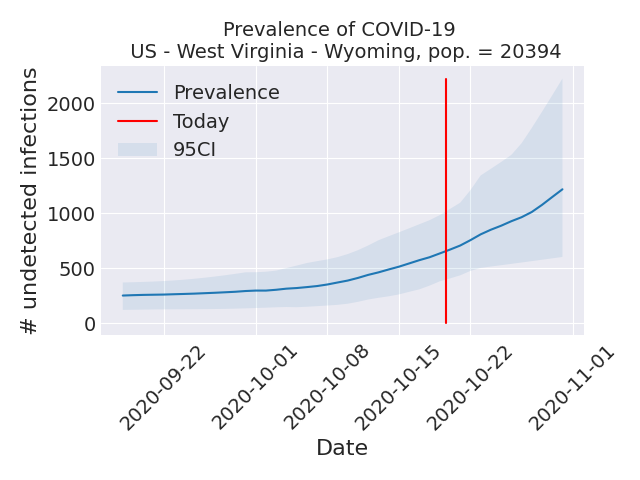 Prevalence of COVID-19
US - West Virginia - Wyoming, pop. = 20394
# undetected infections
2000
1500
1000
500
0
Prevalence
Today
95CI
2020-09-22
2020-10-01
2020-10-08
2020-10-15
2020-10-22
2020-11-01
Date